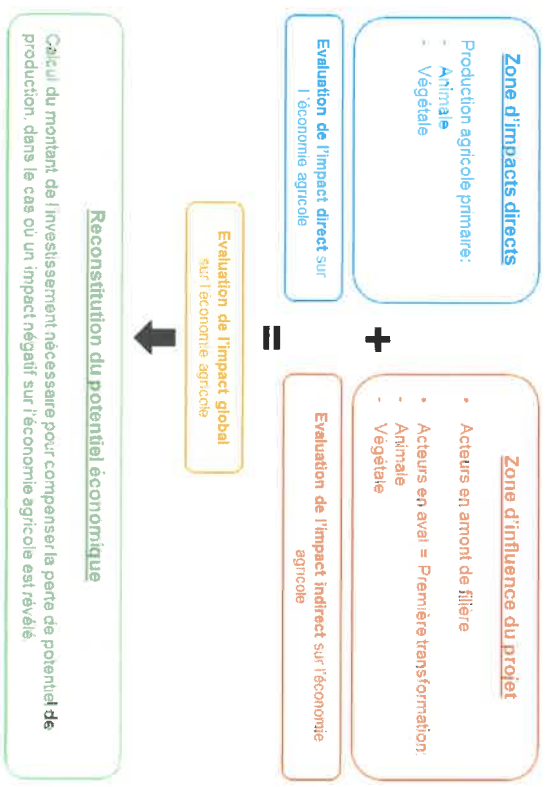 Zone d'impacts directs
Production agricole primaire:
- Animale
- Végétale
Evaluation de l'impact direct sur
l'économie agricole
+
Zone d'influence du projet
• Acteurs en amont de filière
• Acteurs en aval = Première transformation:
- Animale
- Végétale
Evaluation de l'impact indirect sur l'économie
agricole
=
Evaluation de l'impact global
sur l'économie agricole
Reconstitution du potentiel économique
Calcul du montant de l'investissement nécessaire pour compenser la perte de potentiel de
production, dans le cas où un impact négatif sur l'économie agricole est révélé.